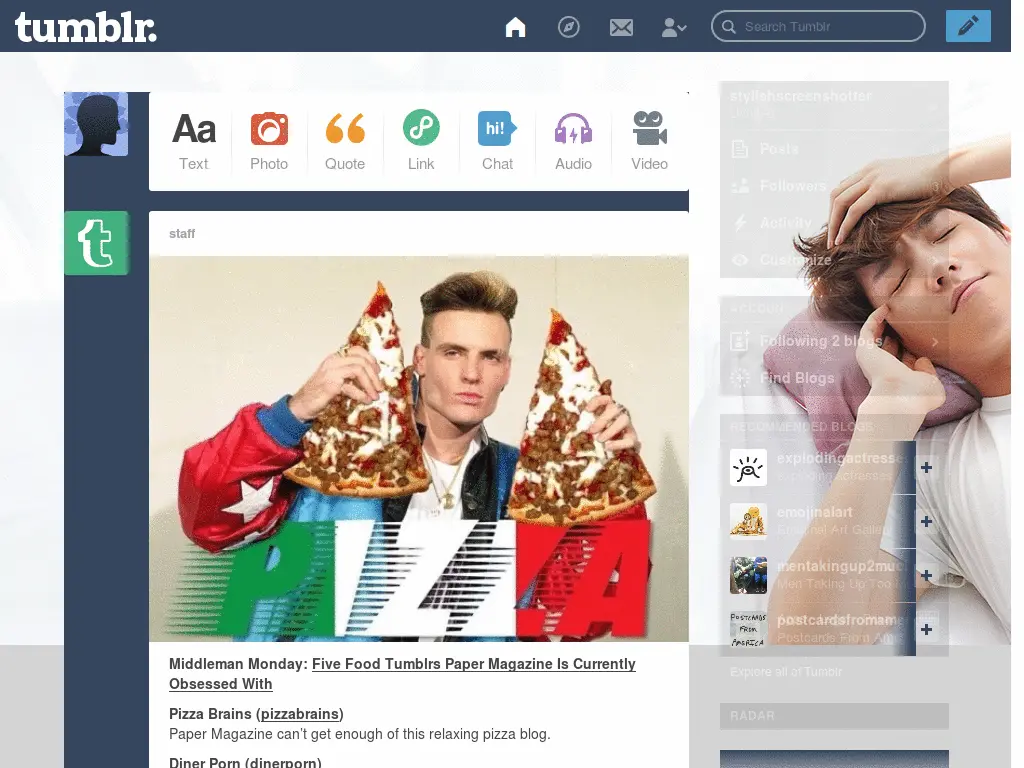 tumblr.
Search Tumblr
Aa
hi!
Text
Photo
Quote
Link
Chat
Audio
Video
t
staff
PIZZA
Middleman Monday: Five Food Tumblrs Paper Magazine Is Currently
Obsessed With
Pizza Brains (pizzabrains)
Paper Magazine can't get enough of this relaxing pizza blog.
Diner Porn (dinerporn)
stylishscreenshotter
Posts
Followers
Activity
Customize
ACCOUNT
Following 2 blogs
Find Blogs
RECOMMENDED BLOGS
explodingactresse
Exploding Actresses
emojinalart
Emojinal Art Galle
mentakingup2muc
Men Taking Up Too
POSTCARDS
FROM
AMERICA
postcardsfromame
Postcards From Ame
Explore all of Tumblr
RADAR